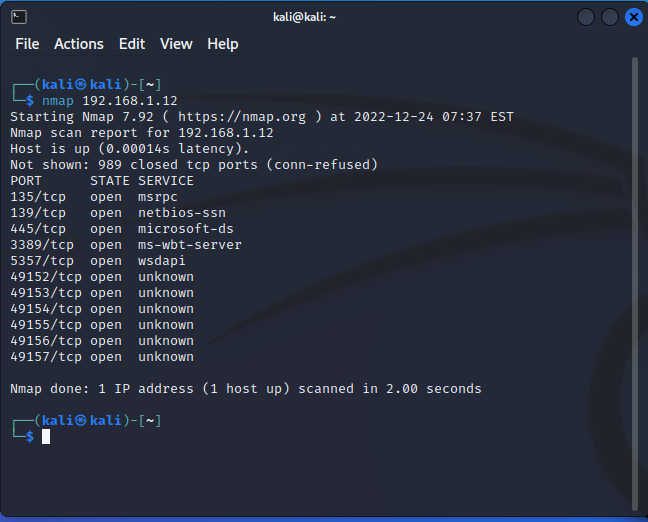 kali@kali: ~
File Actions Edit View Help
┌──(kali㉿kali)-[~]
└─$ nmap 192.168.1.12
Starting Nmap 7.92 ( https://nmap.org ) at 2022-12-24 07:37 EST
Nmap scan report for 192.168.1.12
Host is up (0.00014s latency).
Not shown: 989 closed tcp ports (conn-refused)
PORT      STATE SERVICE
135/tcp   open  msrpc
139/tcp   open  netbios-ssn
445/tcp   open  microsoft-ds
3389/tcp  open  ms-wbt-server
5357/tcp  open  wsdapi
49152/tcp open  unknown
49153/tcp open  unknown
49154/tcp open  unknown
49155/tcp open  unknown
49156/tcp open  unknown
49157/tcp open  unknown
Nmap done: 1 IP address (1 host up) scanned in 2.00 seconds
┌──(kali㉿kali)-[~]
└─$